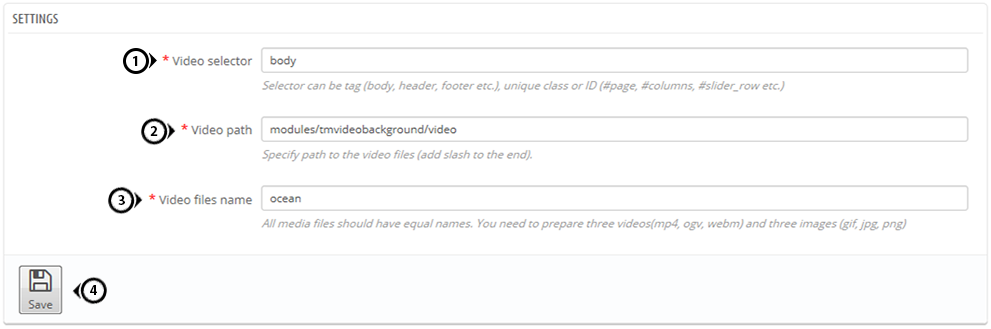 SETTINGS
1 * Video selector body
Selector can be tag (body, header, footer etc.), unique class or ID (#page, #columns, #slider_row etc.)
2 * Video path modules/tmvideobackground/video
Specify path to the video files (add slash to the end).
3 * Video files name ocean
All media files should have equal names. You need to prepare three videos(mp4, ogv, webm) and three images (gif, jpg, png)
4
Save